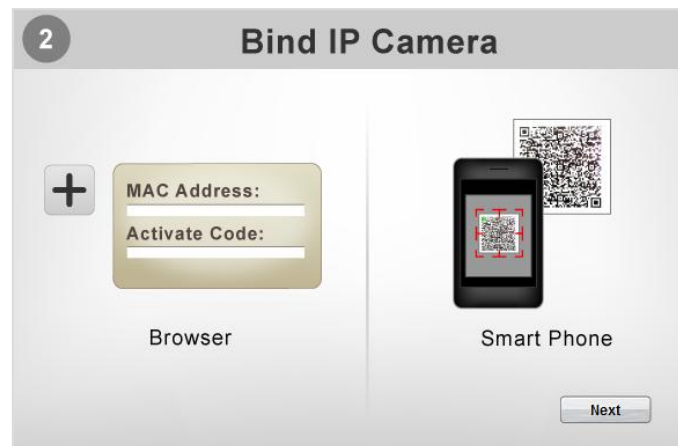 2
Bind IP Camera
MAC Address:
Activate Code:
Browser
Smart Phone
Next